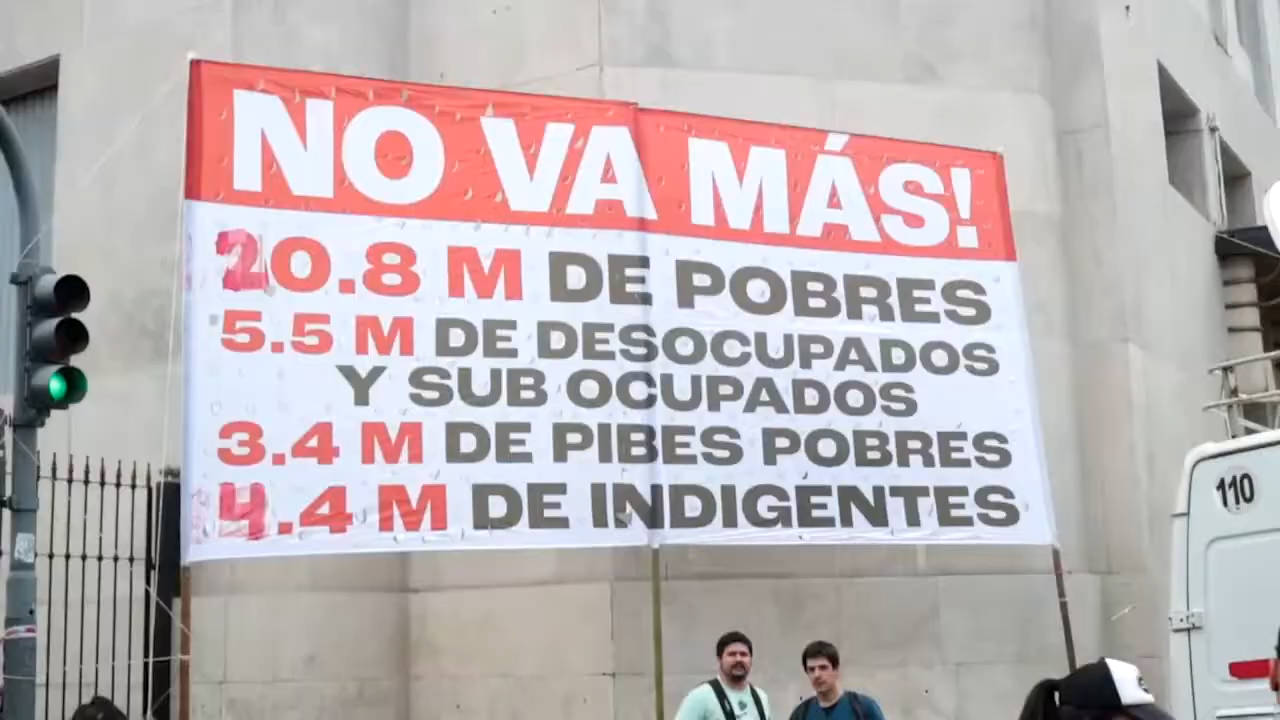 NO VA MÁS!
20.8 M DE POBRES
5.5 M DE DESOCUPADOS
Y SUB OCUPADOS
3.4 M DE PIBES POBRES
4.4 M DE INDIGENTES
110